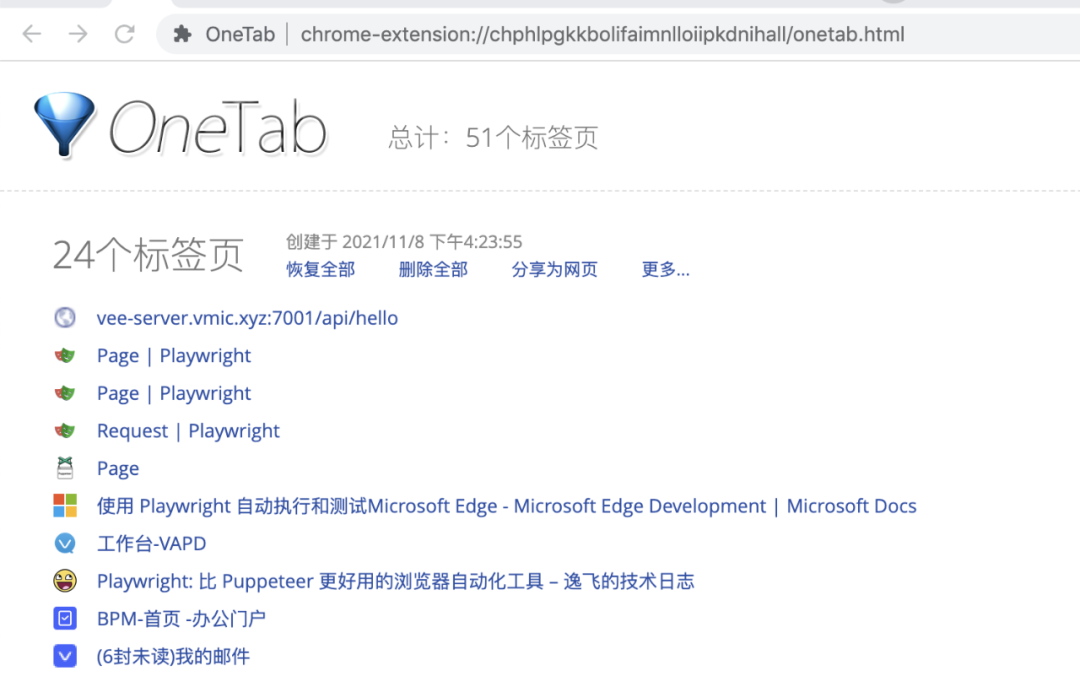 OneTab | chrome-extension://chphlpgkkbolifaimnlloiipkdnihall/onetab.html
OneTab
总计：51个标签页
24个标签页
创建于 2021/11/8 下午4:23:55
恢复全部 删除全部 分享为网页 更多...
vee-server.vmic.xyz:7001/api/hello
Page | Playwright
Page | Playwright
Request | Playwright
Page
使用 Playwright 自动执行和测试Microsoft Edge - Microsoft Edge Development | Microsoft Docs
工作台-VAPD
Playwright: 比 Puppeteer 更好用的浏览器自动化工具 – 逸飞的技术日志
BPM-首页 -办公门户
(6封未读)我的邮件